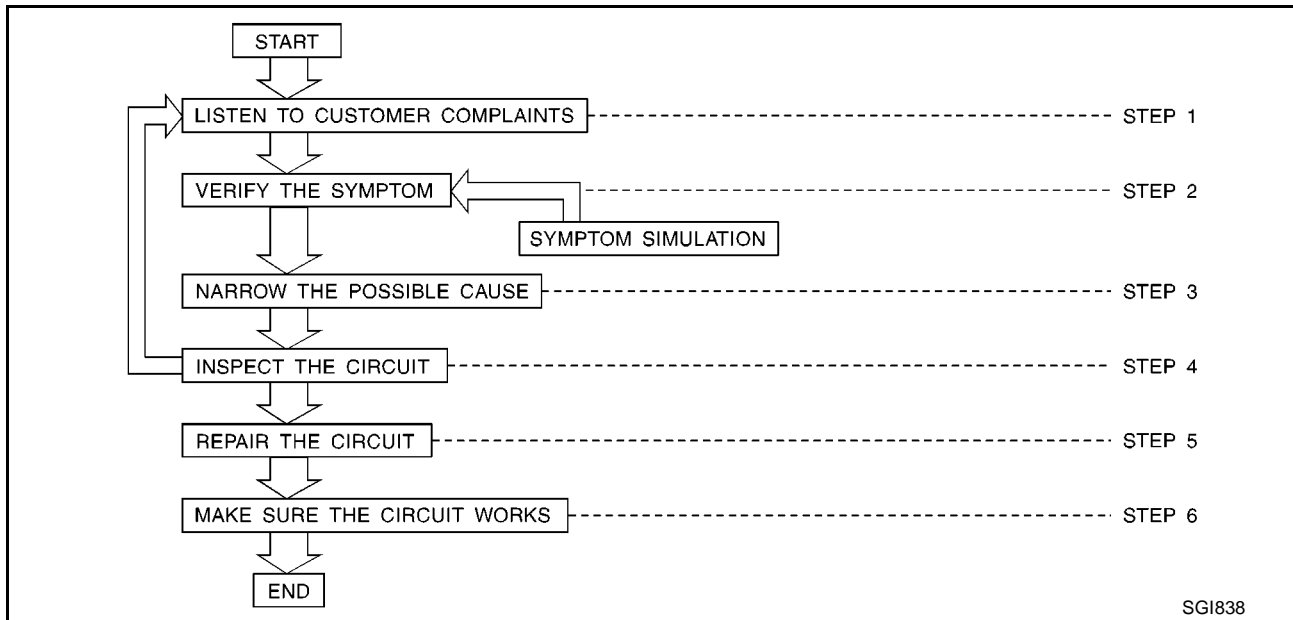 START
LISTEN TO CUSTOMER COMPLAINTS STEP 1
VERIFY THE SYMPTOM STEP 2
SYMPTOM SIMULATION
NARROW THE POSSIBLE CAUSE STEP 3
INSPECT THE CIRCUIT STEP 4
REPAIR THE CIRCUIT STEP 5
MAKE SURE THE CIRCUIT WORKS STEP 6
END
SGI838